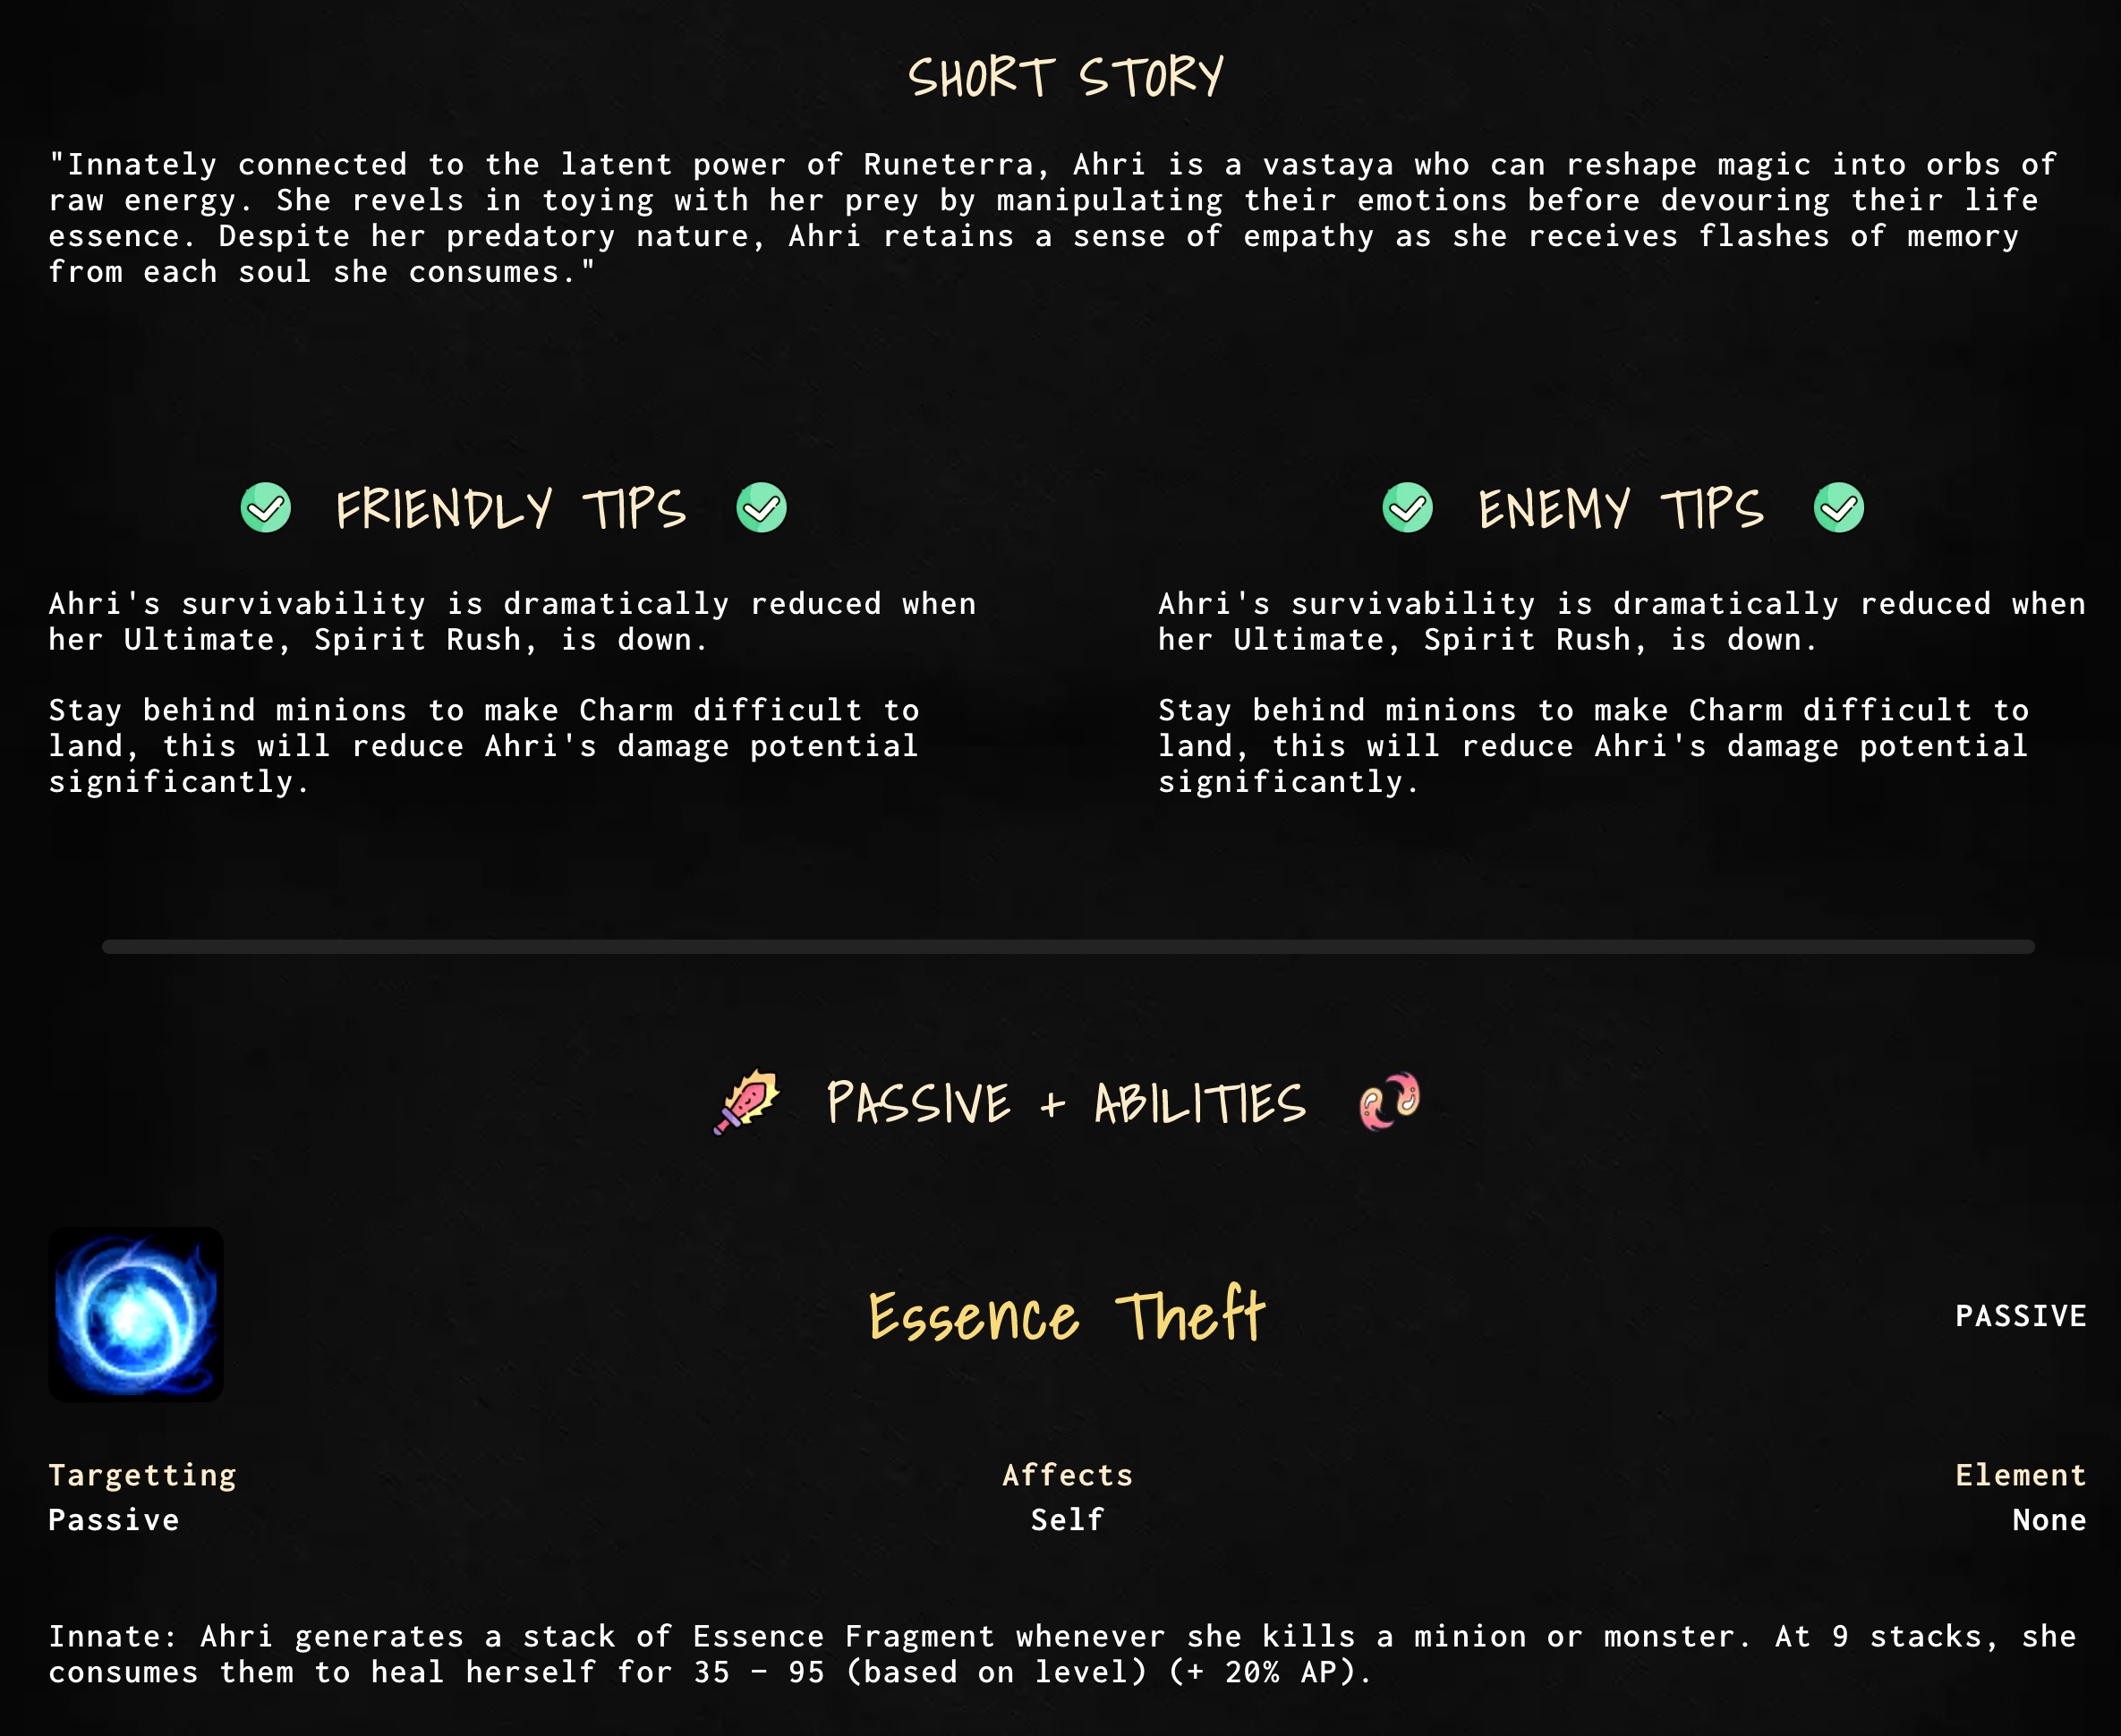 SHORT STORY
"Innately connected to the latent power of Runeterra, Ahri is a vastaya who can reshape magic into orbs of
raw energy. She revels in toying with her prey by manipulating their emotions before devouring their life
essence. Despite her predatory nature, Ahri retains a sense of empathy as she receives flashes of memory
from each soul she consumes."
FRIENDLY TIPS
Ahri's survivability is dramatically reduced when
her Ultimate, Spirit Rush, is down.
Stay behind minions to make Charm difficult to
land, this will reduce Ahri's damage potential
significantly.
ENEMY TIPS
Ahri's survivability is dramatically reduced when
her Ultimate, Spirit Rush, is down.
Stay behind minions to make Charm difficult to
land, this will reduce Ahri's damage potential
significantly.
PASSIVE + ABILITIES
Essence Theft
PASSIVE
Targetting
Passive
Affects
Self
Element
None
Innate: Ahri generates a stack of Essence Fragment whenever she kills a minion or monster. At 9 stacks, she
consumes them to heal herself for 35 – 95 (based on level) (+ 20% AP).